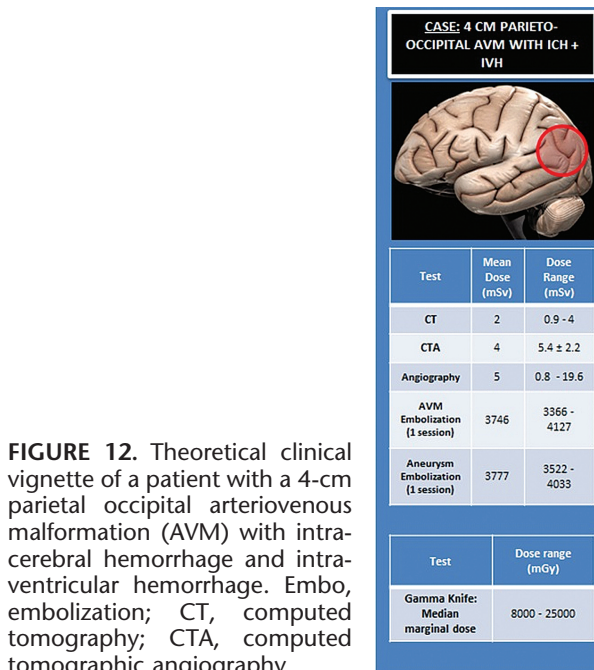 CASE: 4 CM PARIETO-
OCCIPITAL AVM WITH ICH +
IVH
Test Mean Dose (mSv) Dose Range (mSv)
CT 2 0.9 - 4
CTA 4 5.4 ± 2.2
Angiography 5 0.8 - 19.6
AVM Embolization (1 session) 3746 3366 - 4127
Aneurysm Embolization (1 session) 3777 3522 - 4033
Test Dose range (mGy)
Gamma Knife: Median marginal dose 8000 - 25000
FIGURE 12. Theoretical clinical
vignette of a patient with a 4-cm
parietal occipital arteriovenous
malformation (AVM) with intra-
cerebral hemorrhage and intra-
ventricular hemorrhage. Embo,
embolization; CT, computed
tomography; CTA, computed
tomographic angiography